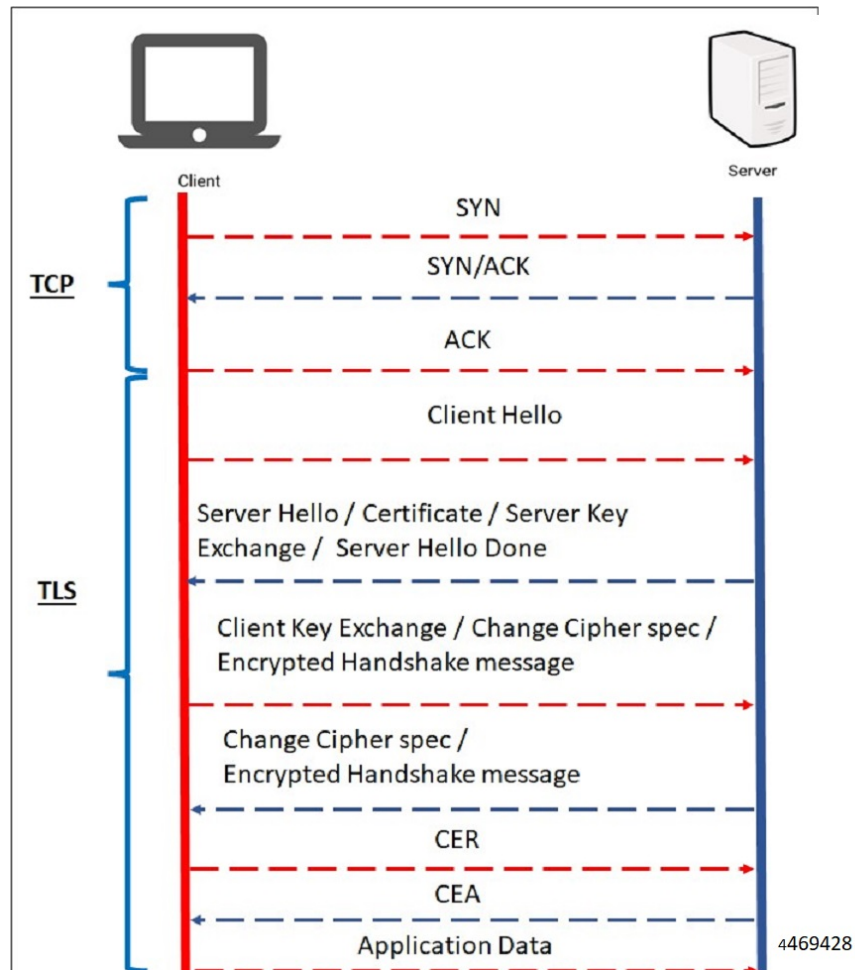 Client
Server
SYN
SYN/ACK
TCP
ACK
Client Hello
Server Hello / Certificate / Server Key
Exchange / Server Hello Done
TLS
Client Key Exchange / Change Cipher spec /
Encrypted Handshake message
Change Cipher spec /
Encrypted Handshake message
CER
CEA
Application Data
4469428